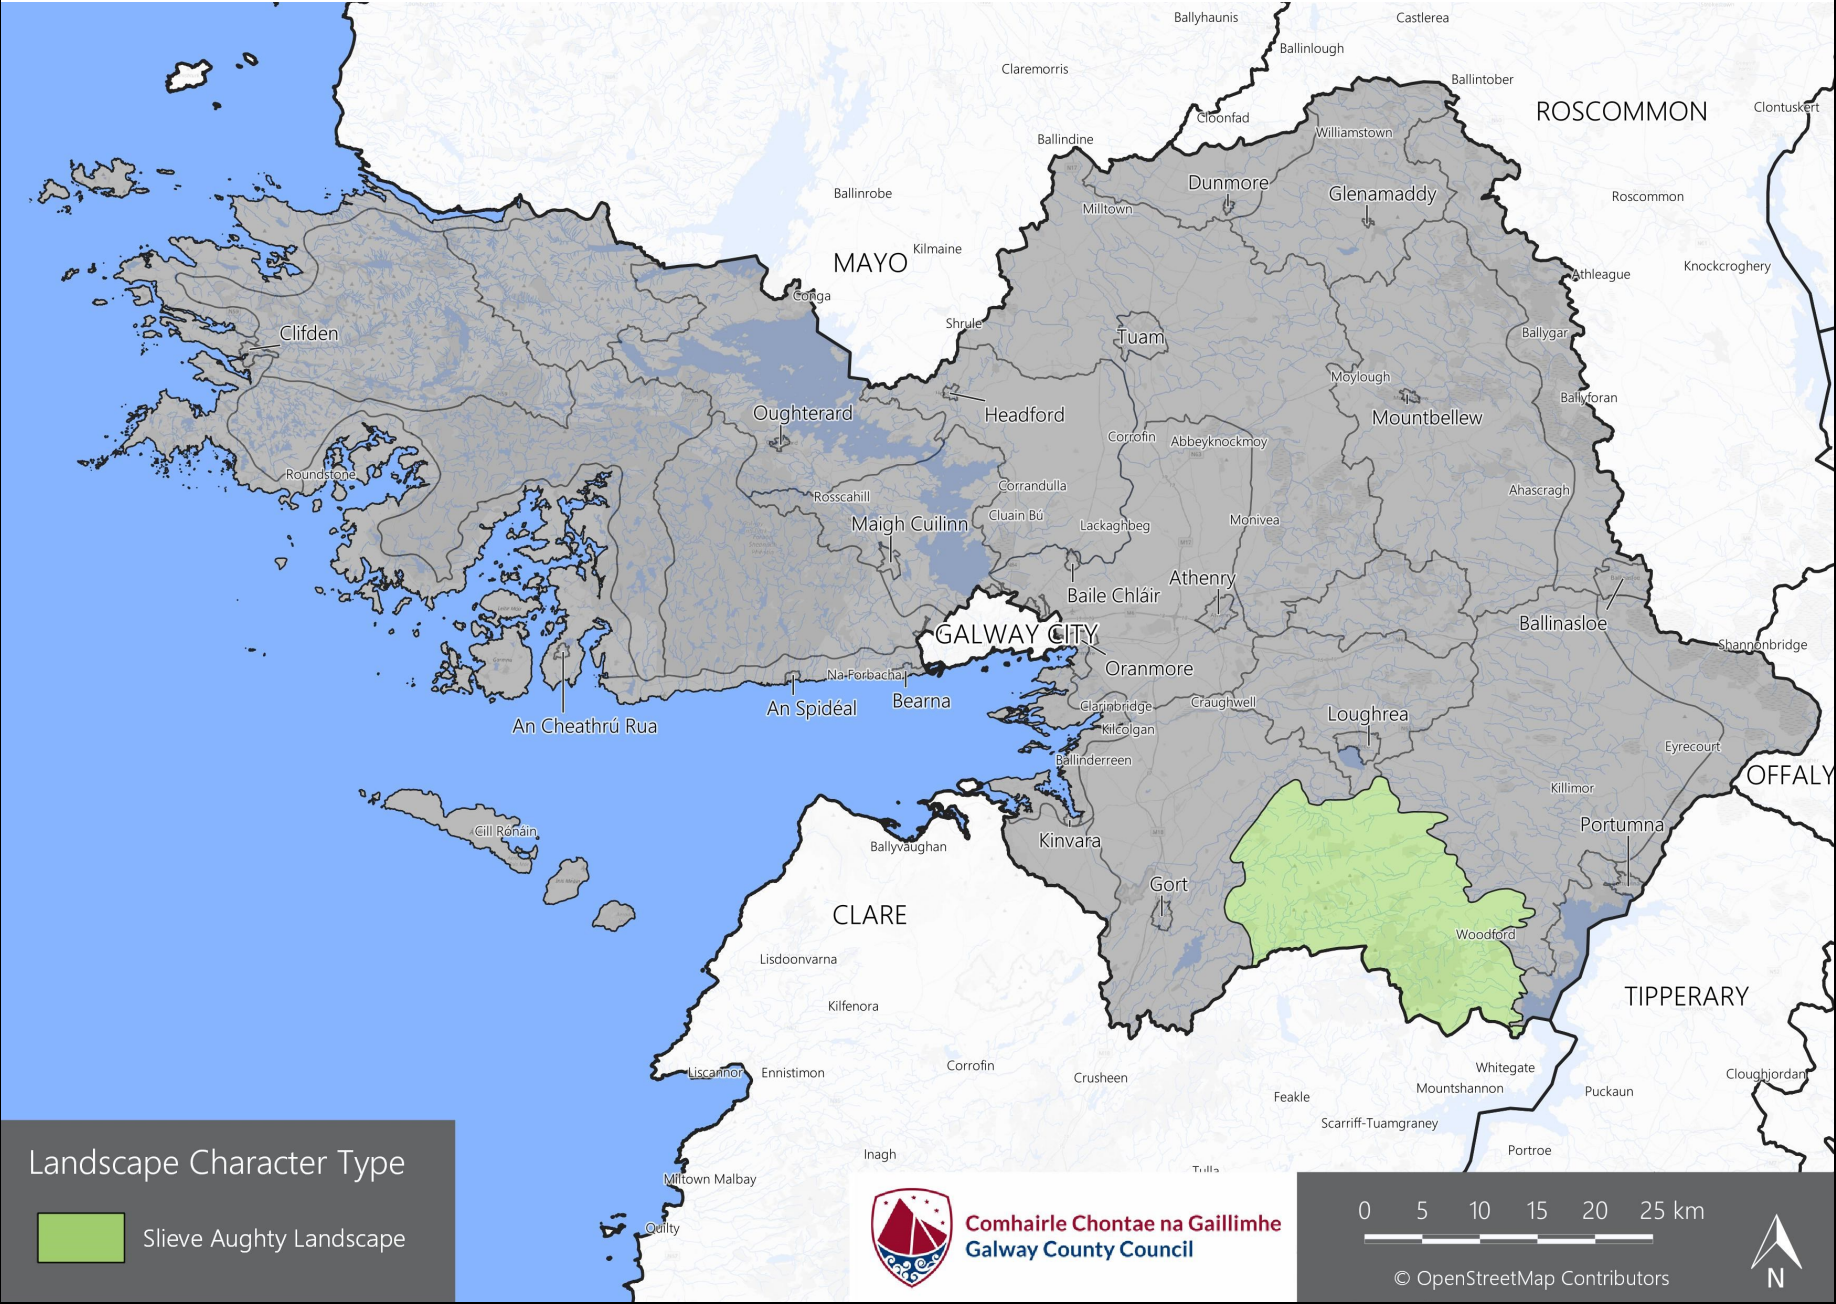 Ballyhaunis
Castlerea
Ballinlough
Claremorris
Ballintober
ROSCOMMON
Clontuskert
Cloonfad
Williamstown
Ballindine
Dunmore
Glenamaddy
Ballinrobe
Roscommon
Milltown
MAYO
Kilmaine
Knockcroghery
Athleague
Conga
Shrule
Clifden
Tuam
Ballygar
Moylough
Ballyforan
Oughterard
Headford
Mountbellew
Corrofin
Abbeyknockmoy
Roundstone
Corrandulla
Ahascragh
Rosscahill
Cluain Bú
Maigh Cuilinn
Lackaghbeg
Monivea
Athenry
Baile Chláir
Ballinasloe
GALWAY CITY
Shannonbridge
Oranmore
Na Forbacha
Bearna
An Spidéal
Clarinbridge
Craughwell
Loughrea
An Cheathrú Rua
Kilcolgan
Eyrecourt
Ballinderreen
OFFALY
Killimor
Portumna
Cill Rónáin
Kinvara
Ballyvaughan
Gort
CLARE
Woodford
Lisdoonvarna
TIPPERARY
Kilfenora
Corrofin
Whitegate
Liscannor
Ennistimon
Crusheen
Cloughjordan
Mountshannon
Puckaun
Feakle
Scarriff-Tuamgraney
Inagh
Portroe
Tulla
Miltown Malbay
Quilty
Landscape Character Type
Slieve Aughty Landscape
Comhairle Chontae na Gaillimhe
Galway County Council
0 5 10 15 20 25 km
© OpenStreetMap Contributors
N